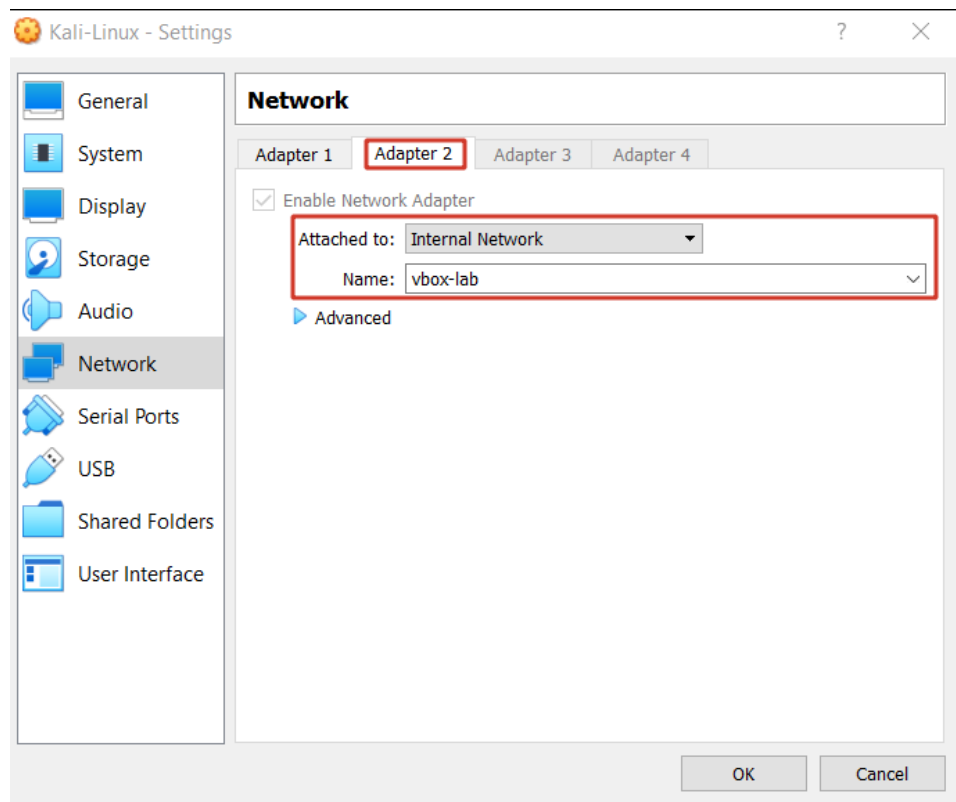 Kali-Linux - Settings
?
General
System
Display
Storage
Audio
Network
Serial Ports
USB
Shared Folders
User Interface
Network
Adapter 1
Adapter 2
Adapter 3
Adapter 4
Enable Network Adapter
Attached to: Internal Network
Name: vbox-lab
Advanced
OK
Cancel